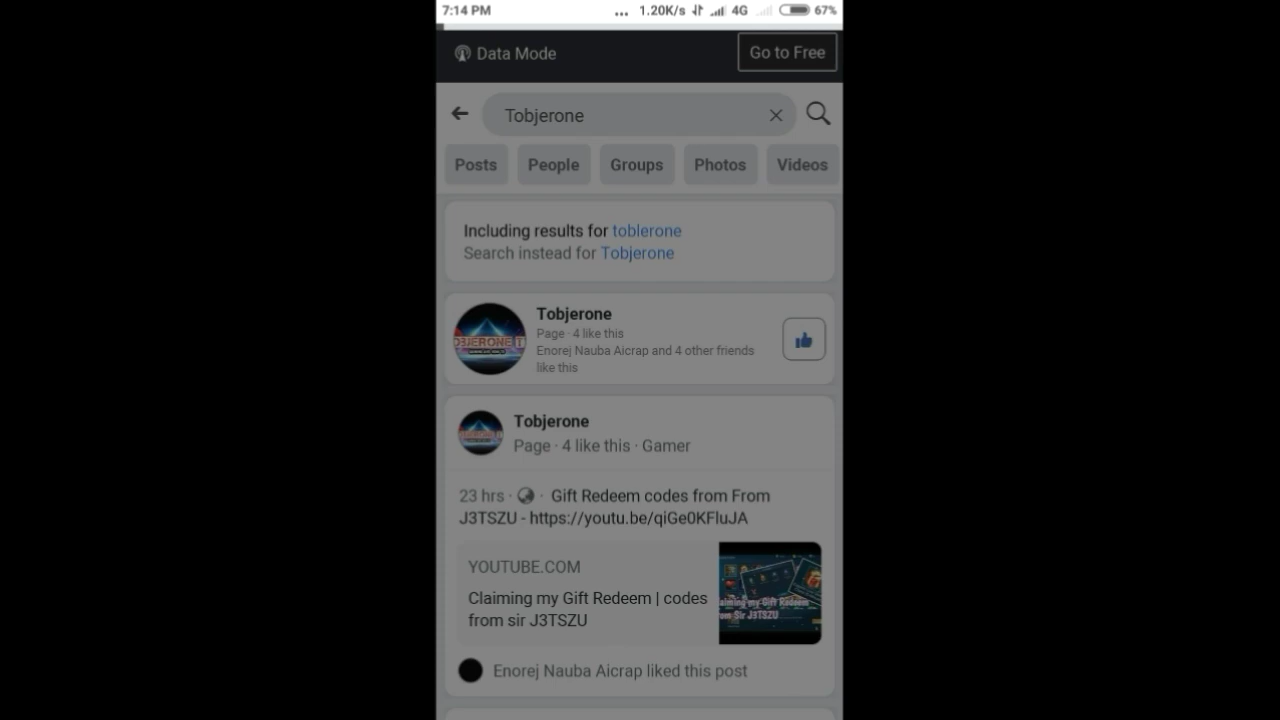 7:14 PM ... 1.20K/s 4G 67%
Data Mode
Go to Free
Tobjerone
Posts People Groups Photos Videos
Including results for toblerone
Search instead for Tobjerone
Tobjerone
Page · 4 like this
Enorej Nauba Aicrap and 4 other friends
like this
Tobjerone
Page · 4 like this · Gamer
23 hrs · · Gift Redeem codes from From
J3TSZU - https://youtu.be/qiGe0KFluJA
YOUTUBE.COM
Claiming my Gift Redeem | codes
from sir J3TSZU
Enorej Nauba Aicrap liked this post